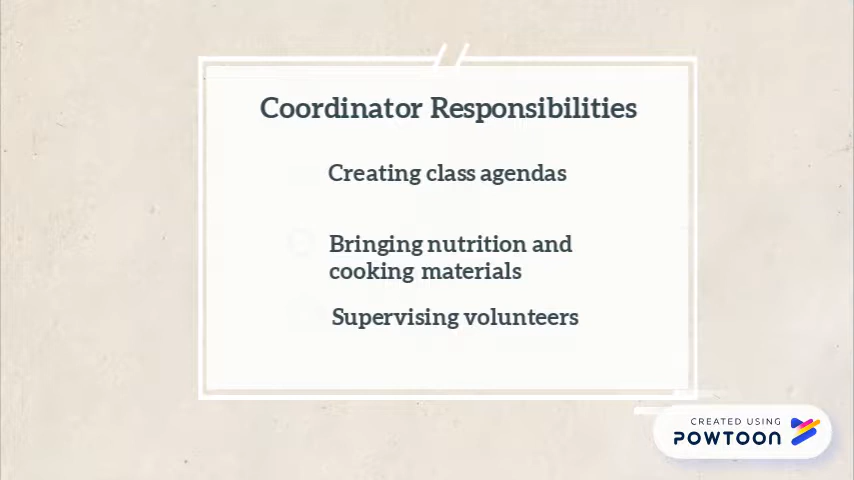 Coordinator Responsibilities
Creating class agendas
Bringing nutrition and
cooking materials
Supervising volunteers
CREATED USING
POWTOON